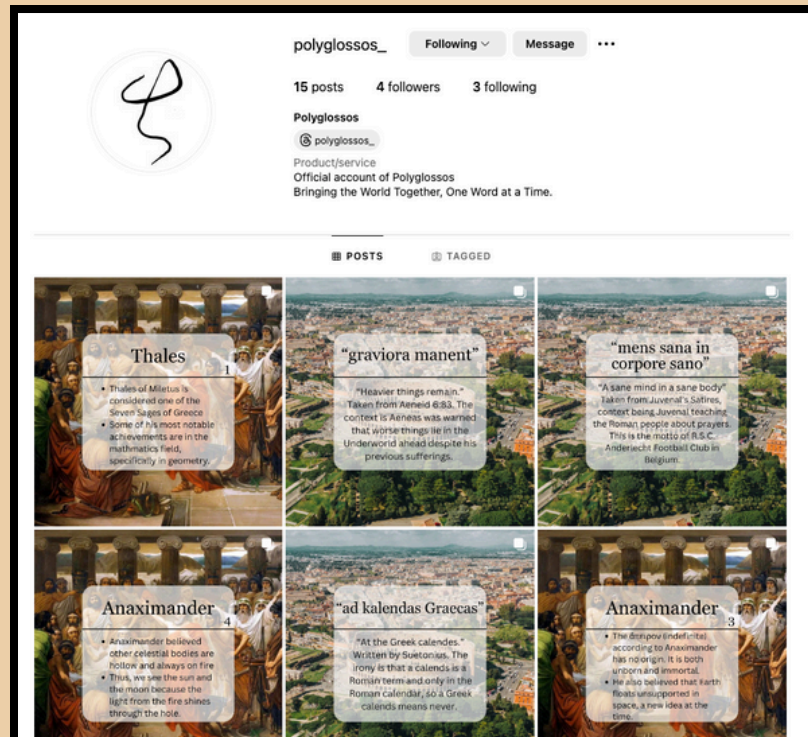 polyglossos_ Following Message
15 posts 4 followers 3 following
Polyglossos
polyglossos_
Product/service
Official account of Polyglossos
Bringing the World Together, One Word at a Time.
POSTS TAGGED
Thales
1
• Thales of Miletus is
considered one of the
Seven Sages of Greece
• Some of his most notable
achievements are in the
mathmatics field,
specifically in geometry.
“graviora manent”
“Heavier things remain.”
Taken from Aeneid 6:83. The
context is Aeneas was warned
that worse things lie in the
Underworld ahead despite his
previous sufferings.
“mens sana in
corpore sano”
“A sane mind in a sane body”
Taken from Juvenal's Satires,
context being Juvenal teaching
the Roman people about prayers.
This is the motto of R.S.C.
Anderlecht Football Club in
Belgium.
Anaximander
4
• Anaximander believed
other celestial bodies are
hollow and always on fire
• Thus, we see the sun and
the moon because the
light from the fire shines
through the hole.
“ad kalendas Graecas”
“At the Greek calendes.”
Written by Suetonius. The
irony is that a calends is a
Roman term and only in the
Roman calendar, so a Greek
calends means never.
Anaximander
3
• The (indefinite)
according to Anaximander
has no origin. It is both
unborn and immortal.
• He also believed that Earth
floats unsupported in
space, a new idea at the
time.